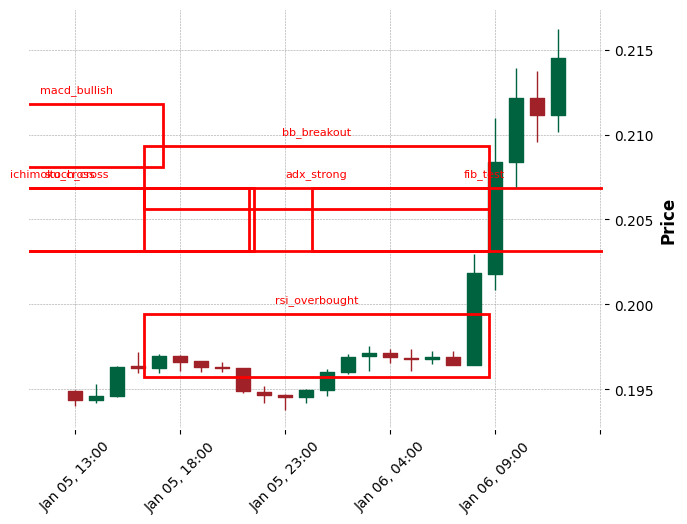 macd_bullish
bb_breakout
adx_strong
rsi_overbought
0.215
0.210
0.205
0.200
0.195
Price
Jan 05, 13:00
Jan 05, 18:00
Jan 05, 23:00
Jan 06, 04:00
Jan 06, 09:00